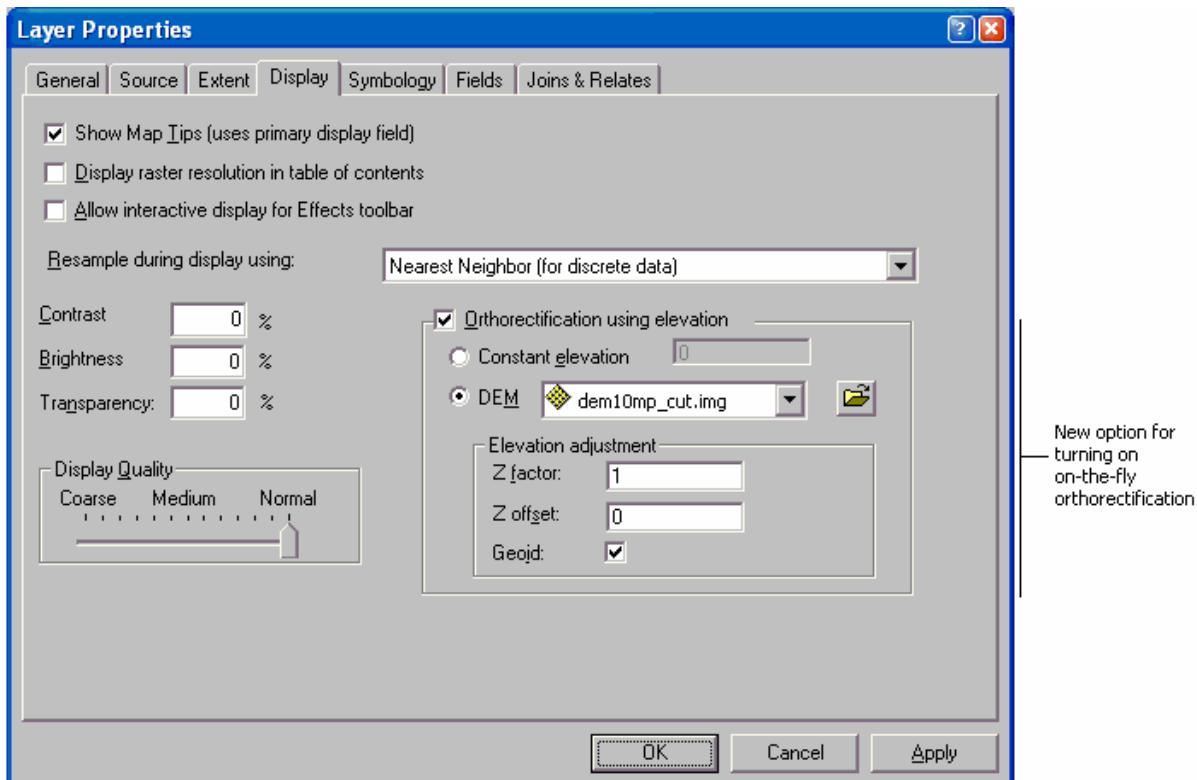 Layer Properties
General Source Extent Display Symbology Fields Joins & Relates
Show Map Tips (uses primary display field)
Display raster resolution in table of contents
Allow interactive display for Effects toolbar
Resample during display using: Nearest Neighbor (for discrete data)
Contrast 0 %
Brightness 0 %
Transparency: 0 %
Display Quality
Coarse Medium Normal
Orthorectification using elevation
Constant elevation 0
DEM dem10mp_cut.img
Elevation adjustment
Z factor: 1
Z offset: 0
Geoid:
OK Cancel Apply
New option for
turning on
on-the-fly
orthorectification